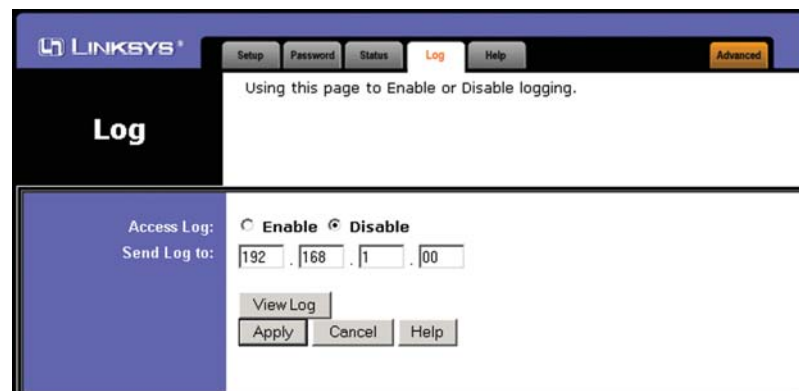 LINKSYS®
Setup Password Status Log Help Advanced
Using this page to Enable or Disable logging.
Log
Access Log: Enable Disable
Send Log to: 192 . 168 . 1 . 00
View Log
Apply Cancel Help